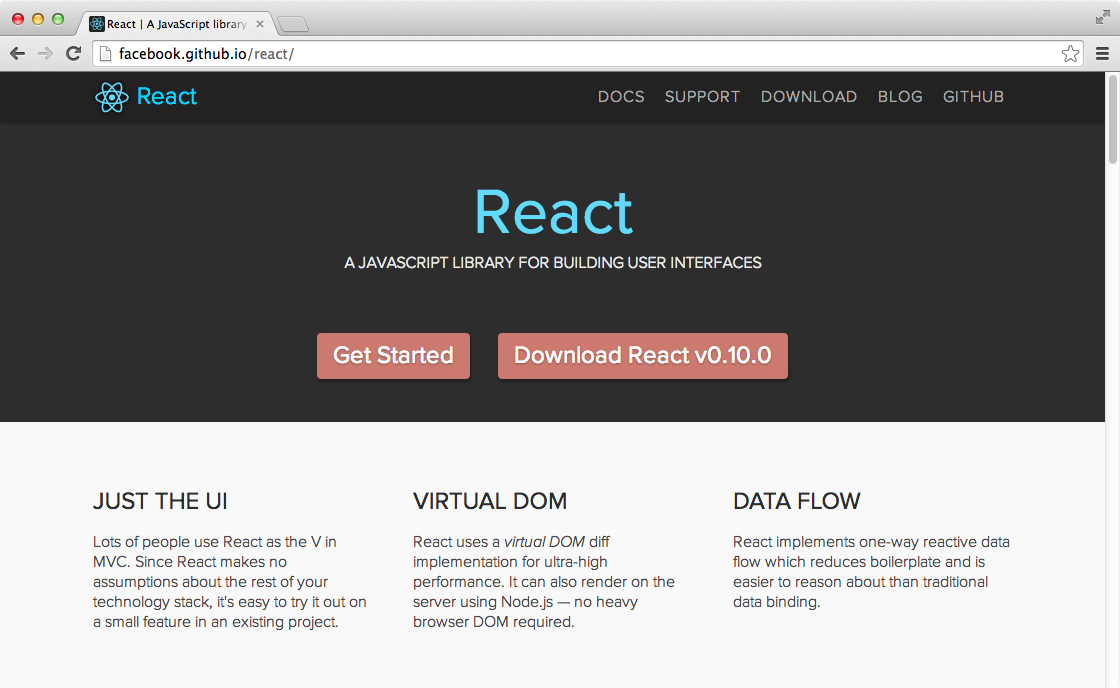 React | A JavaScript library
facebook.github.io/react/
React
DOCS SUPPORT DOWNLOAD BLOG GITHUB
React
A JAVASCRIPT LIBRARY FOR BUILDING USER INTERFACES
Get Started
Download React v0.10.0
JUST THE UI
Lots of people use React as the V in
MVC. Since React makes no
assumptions about the rest of your
technology stack, it's easy to try it out on
a small feature in an existing project.
VIRTUAL DOM
React uses a virtual DOM diff
implementation for ultra-high
performance. It can also render on the
server using Node.js — no heavy
browser DOM required.
DATA FLOW
React implements one-way reactive data
flow which reduces boilerplate and is
easier to reason about than traditional
data binding.